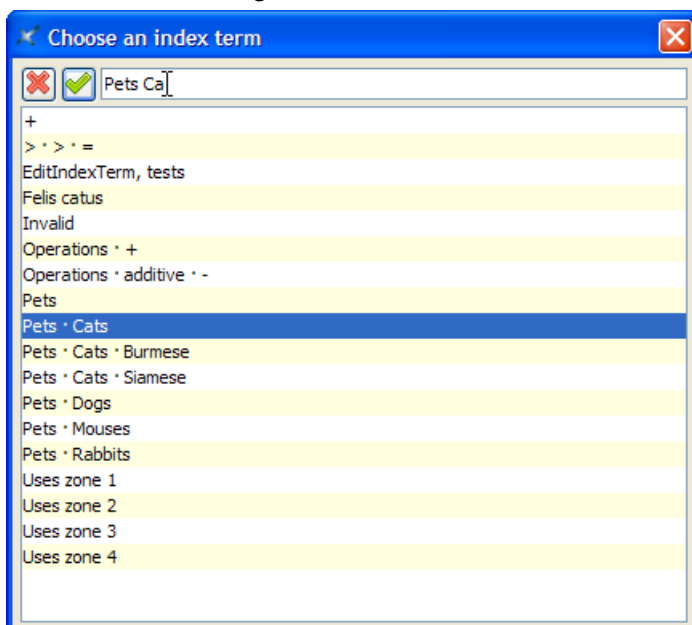 Choose an index term
Pets Ca
+
> · > · =
EditIndexTerm, tests
Felis catus
Invalid
Operations · +
Operations · additive · -
Pets
Pets · Cats
Pets · Cats · Burmese
Pets · Cats · Siamese
Pets · Dogs
Pets · Mouses
Pets · Rabbits
Uses zone 1
Uses zone 2
Uses zone 3
Uses zone 4